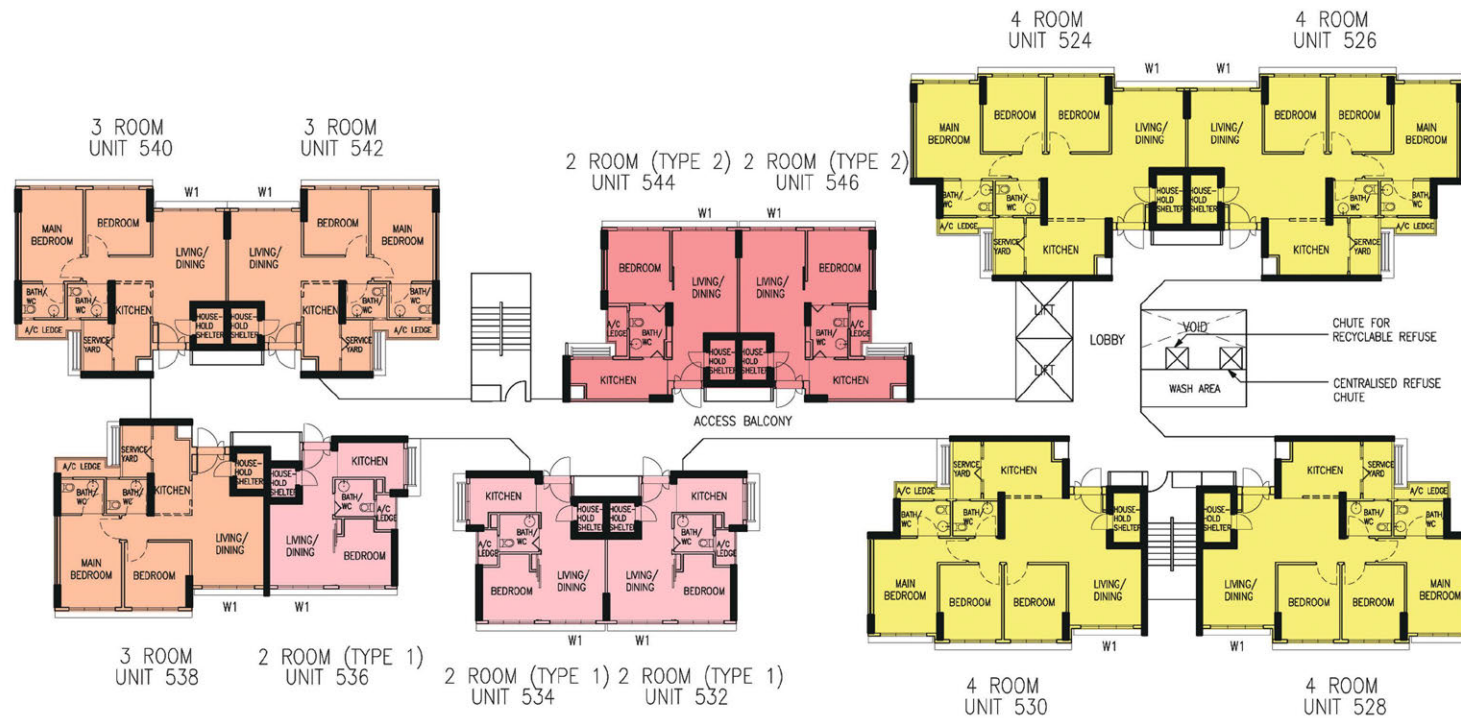 4 ROOM
UNIT 524
4 ROOM
UNIT 526
3 ROOM
UNIT 540
3 ROOM
UNIT 542
2 ROOM (TYPE 2)
UNIT 544
2 ROOM (TYPE 2)
UNIT 546
W1
W1
MAIN
BEDROOM
BEDROOM
BEDROOM
LIVING/
DINING
LIVING/
DINING
BEDROOM
BEDROOM
MAIN
BEDROOM
BATH/
WC
BATH/
WC
HOUSE-
HOLD
SHELTER
HOUSE-
HOLD
SHELTER
BATH/
WC
BATH/
WC
A/C LEDGE
SERVICE
YARD
KITCHEN
KITCHEN
SERVICE
YARD
A/C LEDGE
W1
W1
MAIN
BEDROOM
BEDROOM
LIVING/
DINING
LIVING/
DINING
BEDROOM
MAIN
BEDROOM
BATH/
WC
BATH/
WC
KITCHEN
HOUSE-
HOLD
SHELTER
HOUSE-
HOLD
SHELTER
KITCHEN
BATH/
WC
BATH/
WC
A/C LEDGE
SERVICE
YARD
SERVICE
YARD
A/C LEDGE
W1
W1
BEDROOM
LIVING/
DINING
LIVING/
DINING
BEDROOM
A/C
LEDGE
BATH/
WC
HOUSE-
HOLD
SHELTER
HOUSE-
HOLD
SHELTER
BATH/
WC
A/C
LEDGE
KITCHEN
KITCHEN
LIFT
LIFT
LOBBY
VOID
CHUTE FOR
RECYCLABLE REFUSE
WASH AREA
CENTRALISED REFUSE
CHUTE
ACCESS BALCONY
A/C LEDGE
SERVICE
YARD
KITCHEN
HOUSE-
HOLD
SHELTER
HOUSE-
HOLD
SHELTER
KITCHEN
BATH/
WC
BATH/
WC
BATH/
WC
A/C
LEDGE
MAIN
BEDROOM
BEDROOM
LIVING/
DINING
LIVING/
DINING
BEDROOM
W1
W1
KITCHEN
HOUSE-
HOLD
SHELTER
HOUSE-
HOLD
SHELTER
KITCHEN
A/C
LEDGE
BATH/
WC
BATH/
WC
A/C
LEDGE
BEDROOM
LIVING/
DINING
LIVING/
DINING
BEDROOM
W1
W1
SERVICE
YARD
KITCHEN
A/C LEDGE
BATH/
WC
BATH/
WC
HOUSE-
HOLD
SHELTER
MAIN
BEDROOM
BEDROOM
BEDROOM
LIVING/
DINING
W1
KITCHEN
SERVICE
YARD
A/C LEDGE
HOUSE-
HOLD
SHELTER
BATH/
WC
BATH/
WC
LIVING/
DINING
BEDROOM
BEDROOM
MAIN
BEDROOM
W1
3 ROOM
UNIT 538
2 ROOM (TYPE 1)
UNIT 536
2 ROOM (TYPE 1)
UNIT 534
2 ROOM (TYPE 1)
UNIT 532
4 ROOM
UNIT 530
4 ROOM
UNIT 528